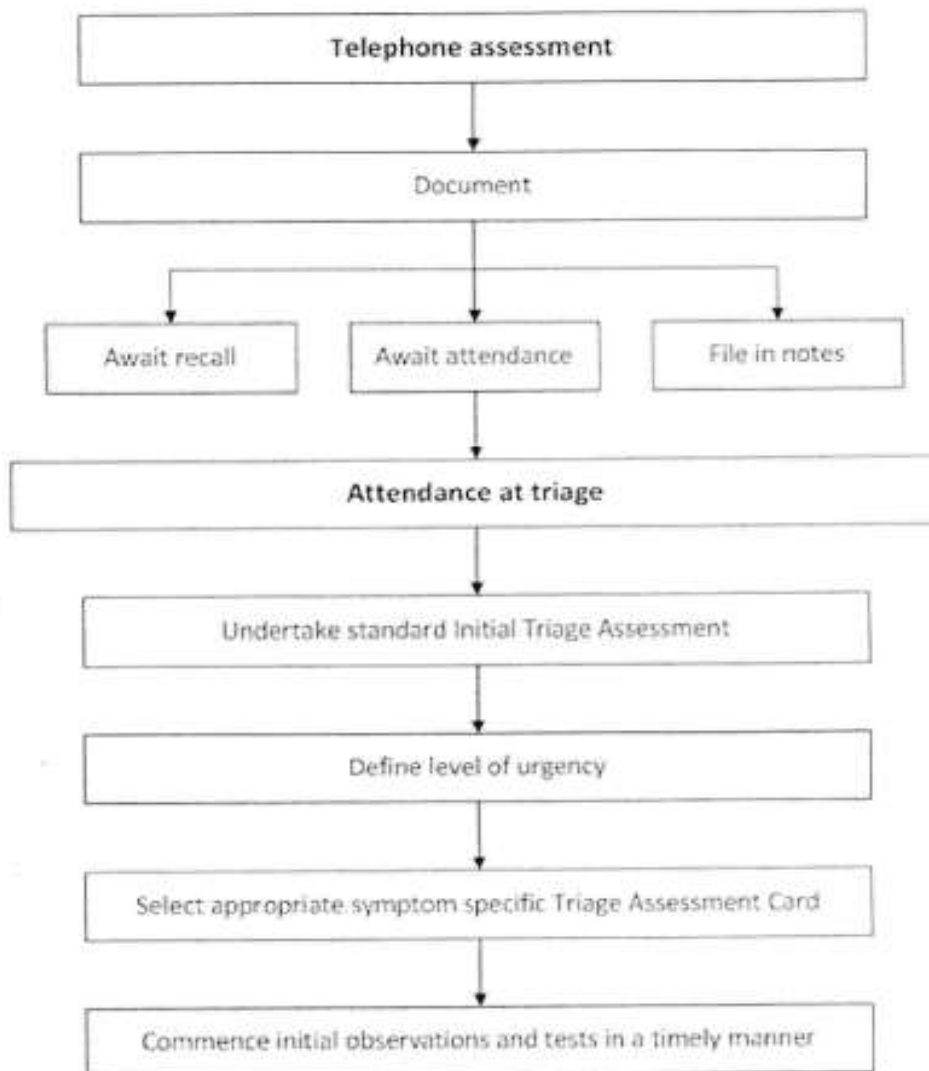 Telephone assessment
Document
Await recall
Await attendance
File in notes
Attendance at triage
Undertake standard Initial Triage Assessment
Define level of urgency
Select appropriate symptom specific Triage Assessment Card
Commence initial observations and tests in a timely manner